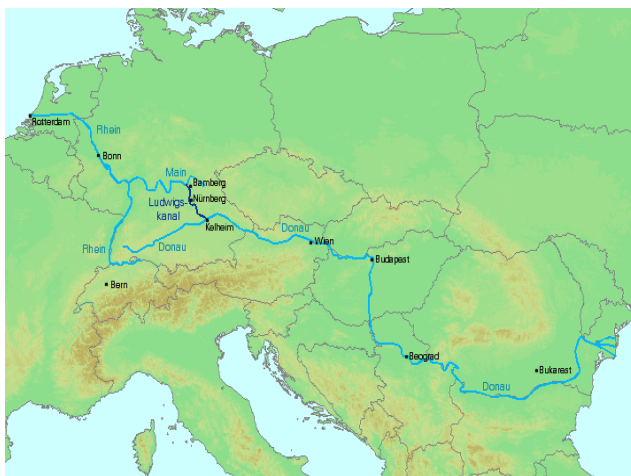 Rotterdam
Rhein
Bonn
Main
Bamberg
Nürnberg
Ludwigs-
kanal
Kelheim
Donau
Wien
Rhein
Donau
Budapest
Bern
Beograd
Bukarest
Donau